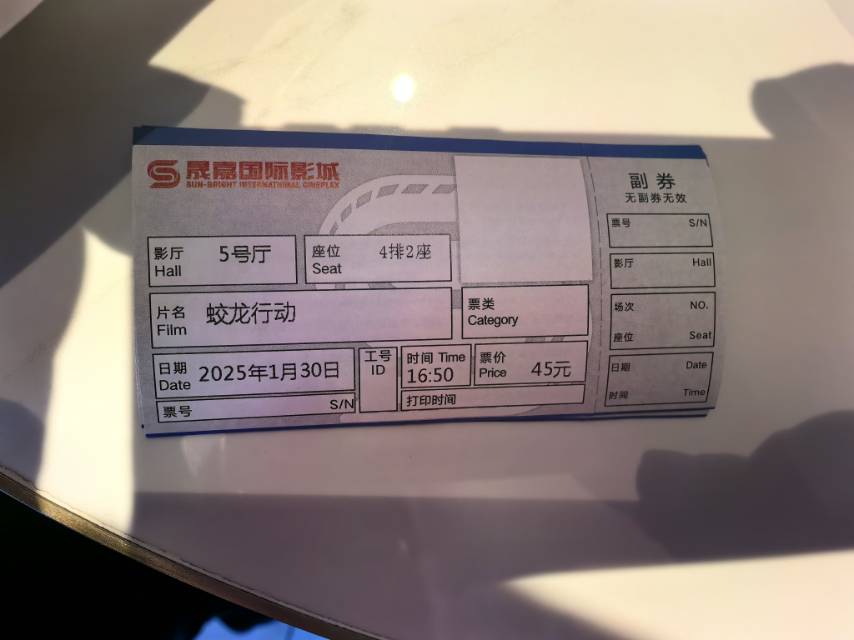 晟嘉国际影城
SUN-BRIGHT INTERNATIONAL CINEPLEX
影厅 Hall 5号厅
座位 Seat 4排2座
片名 Film 蛟龙行动
票类 Category
日期 Date 2025年1月30日
工号 ID
时间 Time 16:50
票价 Price 45元
票号 S/N
打印时间
副券
无副券无效
票号 S/N
影厅 Hall
场次 NO.
座位 Seat
日期 Date
时间 Time